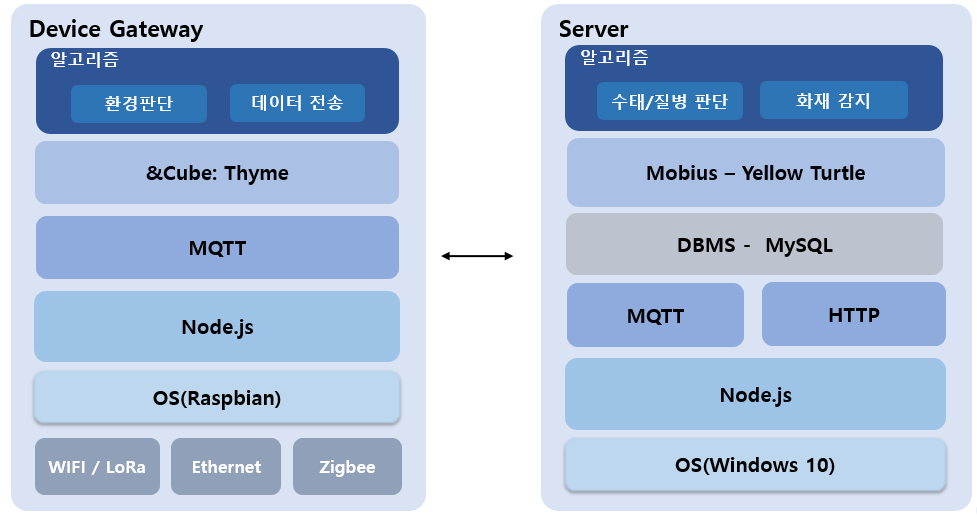 Device Gateway
알고리즘
환경판단
데이터 전송
&Cube: Thyme
MQTT
Node.js
OS(Raspbian)
WIFI / LoRa
Ethernet
Zigbee
Server
알고리즘
수태/질병 판단
화재 감지
Mobius – Yellow Turtle
DBMS - MySQL
MQTT
HTTP
Node.js
OS(Windows 10)